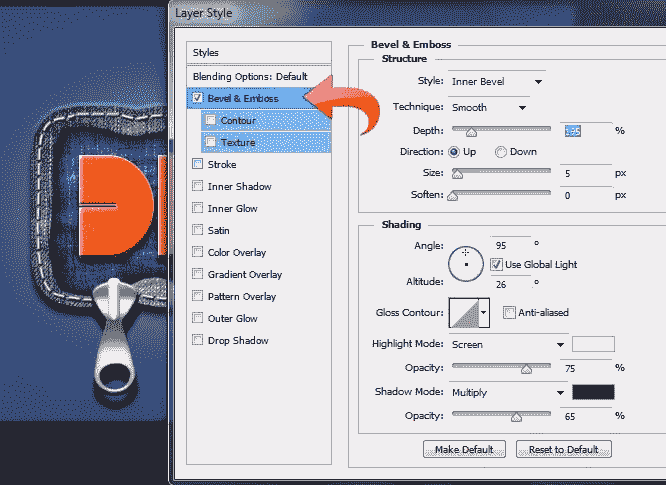 Layer Style
Styles
Blending Options: Default
Bevel & Emboss
Contour
Texture
Stroke
Inner Shadow
Inner Glow
Satin
Color Overlay
Gradient Overlay
Pattern Overlay
Outer Glow
Drop Shadow
Bevel & Emboss
Structure
Style: Inner Bevel
Technique: Smooth
Depth: %
Direction: Up Down
Size: 5 px
Soften: 0 px
Shading
Angle: 95 °
Use Global Light
Altitude: 26 °
Gloss Contour: Anti-aliased
Highlight Mode: Screen
Opacity: 75 %
Shadow Mode: Multiply
Opacity: 65 %
Make Default Reset to Default
D